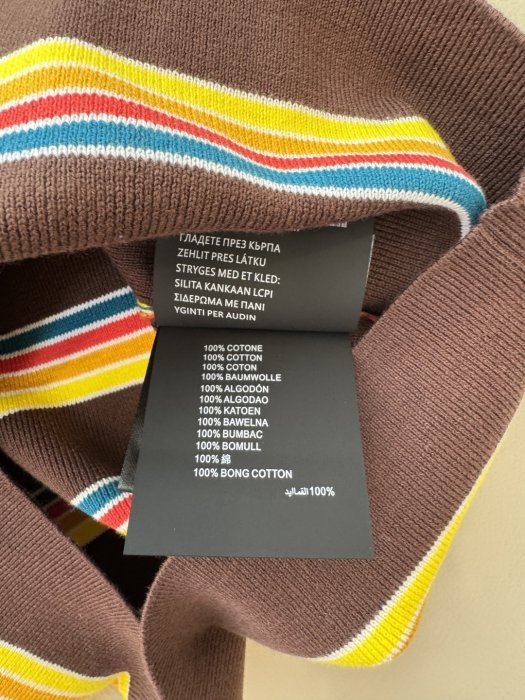 ГЛАДЕТЕ ПРЕЗ КЪРПА
ZEHLIT PRES LÁTKU
STRYGES MED ET KLED:
SILITA KANKAAN LCPI
ΣΙΔΕΡΩΜΑ ΜΕ ΠΑΝΙ
YGINTI PER AUDIN
100% COTONE
100% COTTON
100% COTON
100% BAUMWOLLE
100% ALGODÓN
100% ALGODAO
100% KATOEN
100% BAWELNA
100% BUMBAC
100% BOMULL
100% 綿
100% BONG COTTON
100%